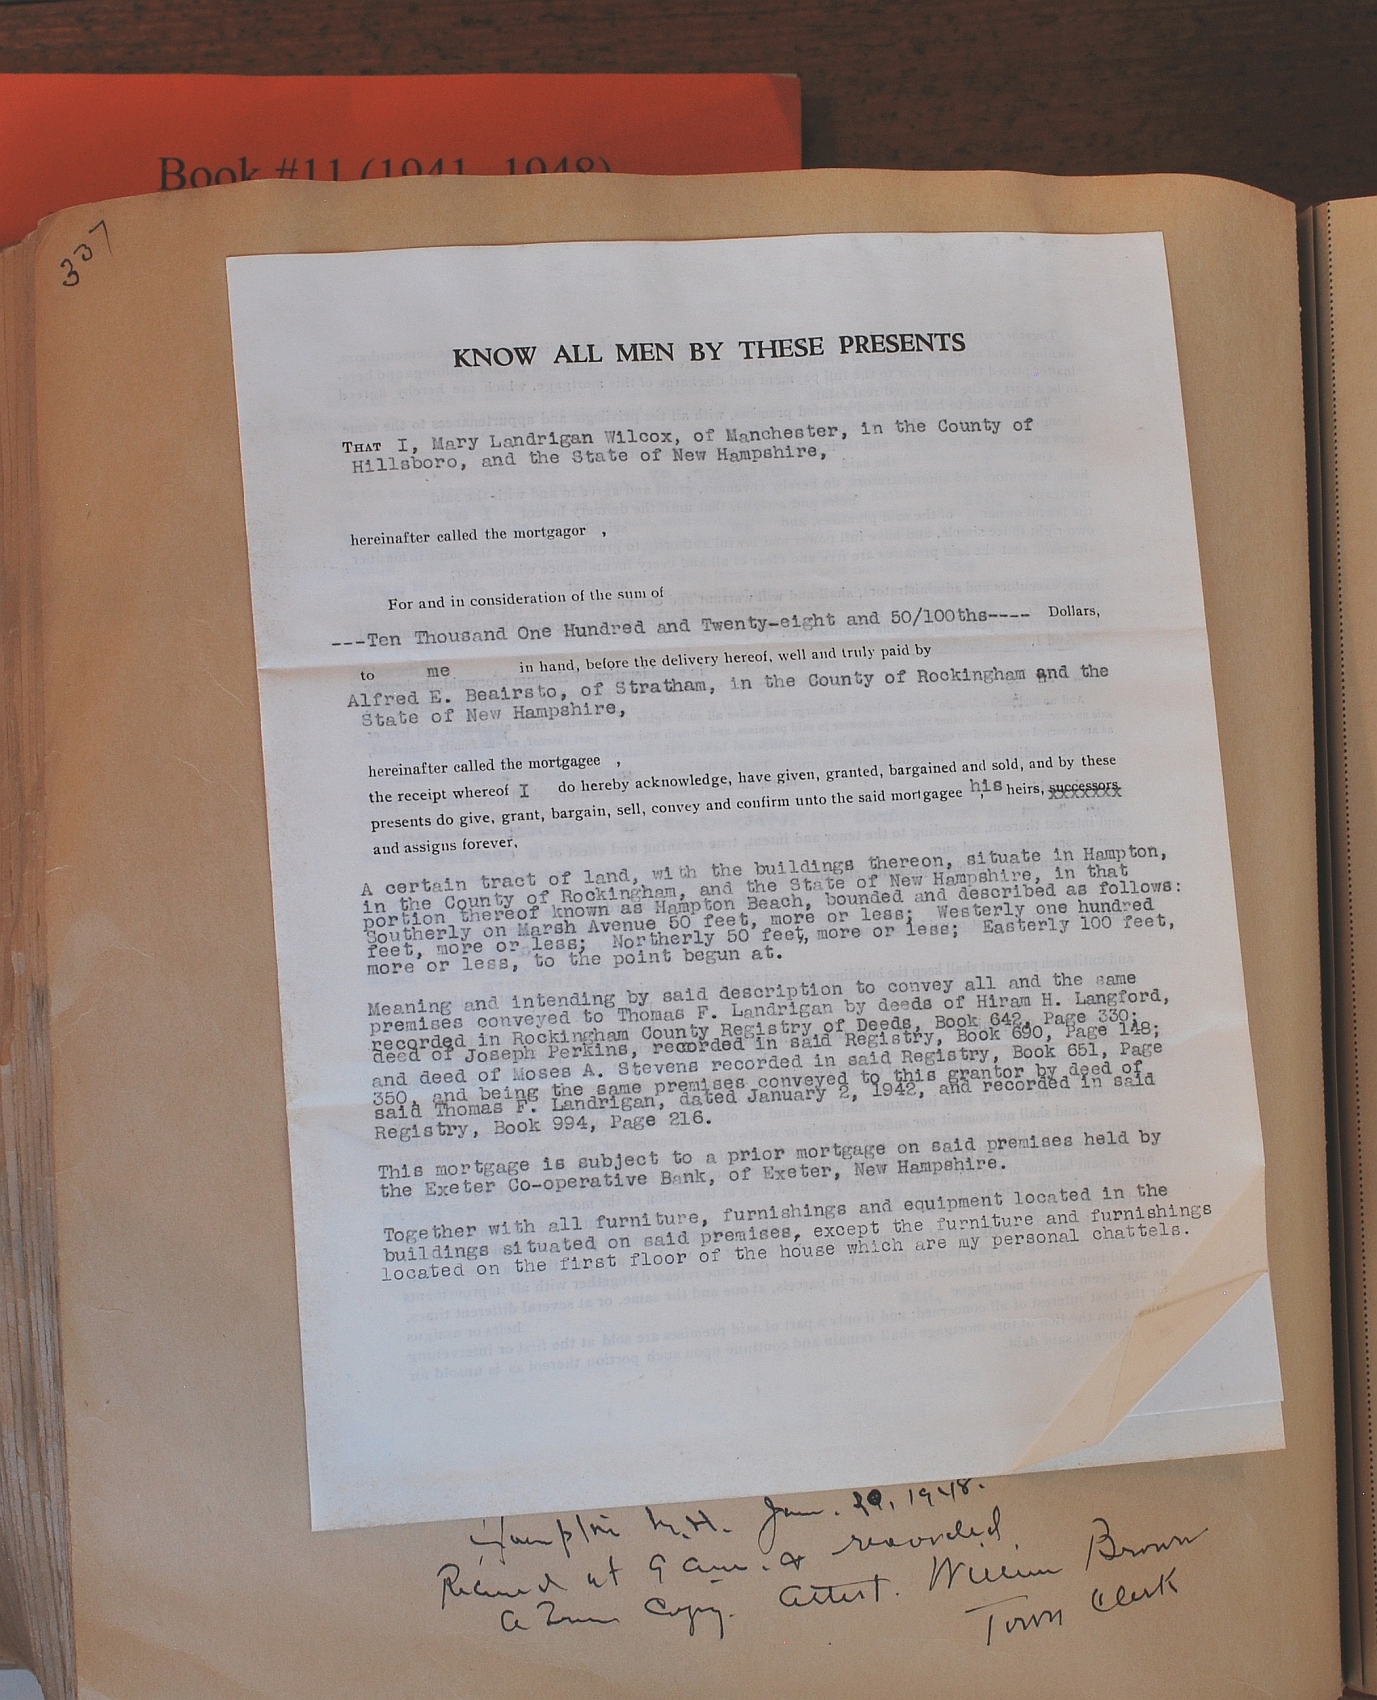 Book #11 (1941-1948)
337
KNOW ALL MEN BY THESE PRESENTS
THAT I, Mary Landrigan Wilcox, of Manchester, in the County of
Hillsboro, and the State of New Hampshire,
hereinafter called the mortgagor ,
For and in consideration of the sum of
---Ten Thousand One Hundred and Twenty-eight and 50/100ths---- Dollars,
to me in hand, before the delivery hereof, well and truly paid by
Alfred E. Beairsto, of Stratham, in the County of Rockingham and the
State of New Hampshire,
hereinafter called the mortgagee ,
the receipt whereof I do hereby acknowledge, have given, granted, bargained and sold, and by these
presents do give, grant, bargain, sell, convey and confirm unto the said mortgagee his heirs, successors
and assigns forever,
A certain tract of land, with the buildings thereon, situate in Hampton,
in the County of Rockingham, and the State of New Hampshire, in that
portion thereof known as Hampton Beach, bounded and described as follows:
Southerly on Marsh Avenue 50 feet, more or less; Westerly one hundred
feet, more or less; Northerly 50 feet, more or less; Easterly 100 feet,
more or less, to the point begun at.
Meaning and intending by said description to convey all and the same
premises conveyed to Thomas F. Landrigan by deeds of Hiram H. Langford,
recorded in Rockingham County Registry of Deeds, Book 642, Page 330;
deed of Joseph Perkins, recorded in said Registry, Book 690, Page 148;
and deed of Moses A. Stevens recorded in said Registry, Book 651, Page
350, and being the same premises conveyed to this grantor by deed of
said Thomas F. Landrigan, dated January 2, 1942, and recorded in said
Registry, Book 994, Page 216.
This mortgage is subject to a prior mortgage on said premises held by
the Exeter Co-operative Bank, of Exeter, New Hampshire.
Together with all furniture, furnishings and equipment located in the
buildings situated on said premises, except the furniture and furnishings
located on the first floor of the house which are my personal chattels.
Hampton N.H. Jan. 1948.
Received at 9 am. & recorded
a True Copy. Attest. William Brown
Town Clerk